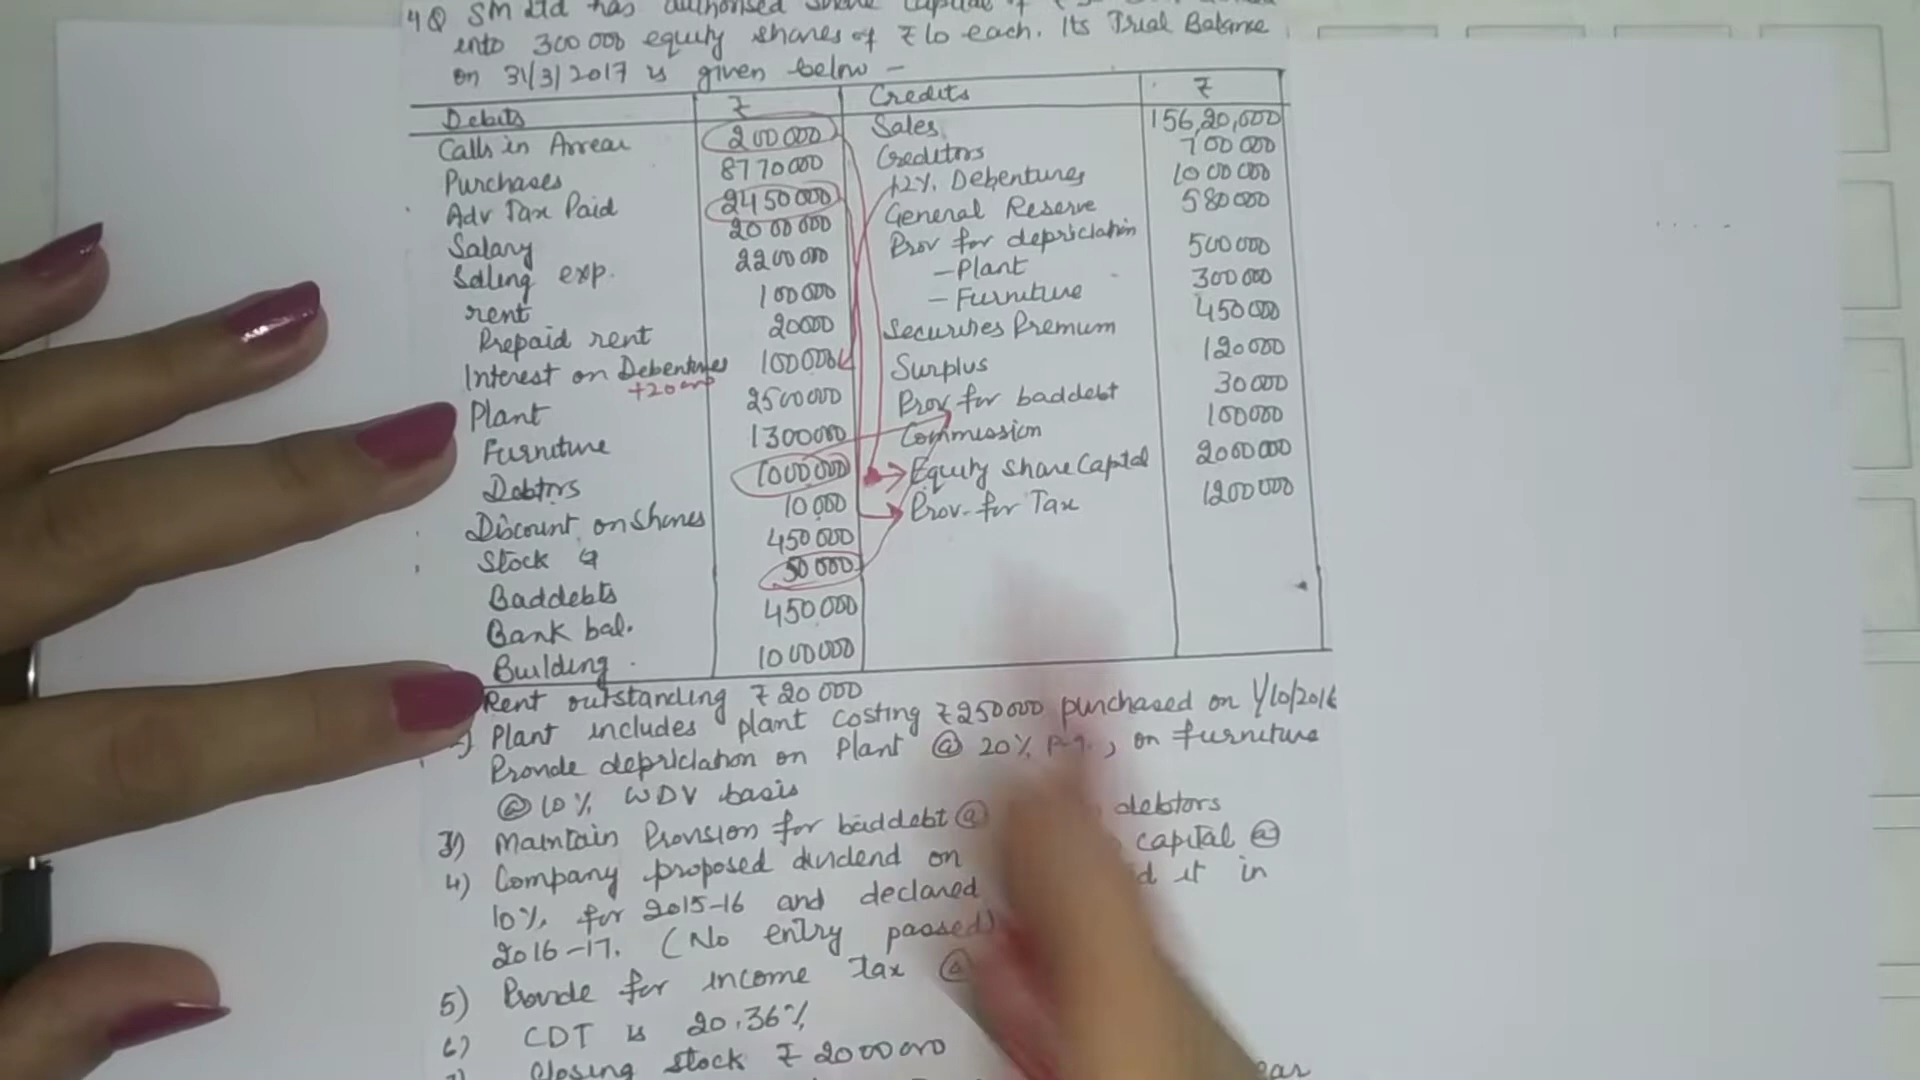 4Q SM Ltd has authorised share capital of ₹
into 300000 equity shares of ₹10 each. Its Trial Balance
on 31/3/2017 is given below -
Debits ₹ Credits ₹
Calls in Arrear 200000 Sales 156,20,000
Purchases 8770000 Creditors 700000
Adv Tax Paid 2450000 12% Debentures 1000000
Salary 2000000 General Reserve 580000
Selling exp. 2200000 Prov for depriciation
rent 100000 - Plant 500000
Prepaid rent 20000 - Furniture 300000
Interest on Debentures 100000 Securities Premium 450000
+20000
Plant 2500000 Surplus 120000
Furniture 1300000 Prov for baddebt 30000
Debtors 1000000 Commission 100000
Discount on Shares 10000 Equity Share Capital 2000000
Stock 450000 Prov. for Tax 1200000
Baddebts 50000
Bank bal. 450000
Building 1000000
Rent outstanding ₹20000
Plant includes plant costing ₹250000 purchased on 1/10/2016
Provide depriciation on Plant @ 20% p.a., on furniture
@ 10% WDV basis
3) Maintain Provision for baddebt @ debtors
4) Company proposed dividend on capital @
10% for 2015-16 and declared it in
2016-17. (No entry passed)
5) Provide for income Tax @
6) CDT is 20.36%
Closing stock ₹2000000